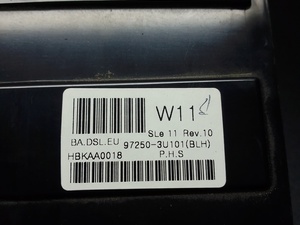 W11
SLe 11 Rev.10
BA.DSL.EU 97250-3U101(BLH)
HBKAA0018 P.H.S